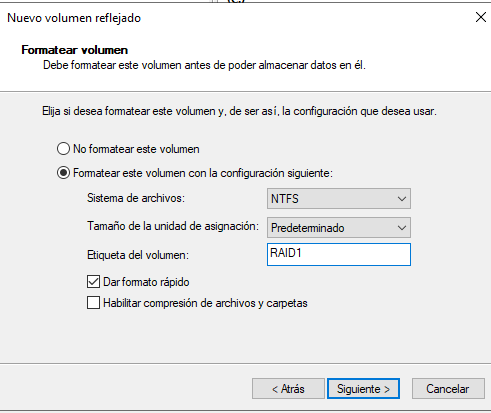 Nuevo volumen reflejado
Formatear volumen
Debe formatear este volumen antes de poder almacenar datos en él.
Elija si desea formatear este volumen y, de ser así, la configuración que desea usar.
No formatear este volumen
Formatear este volumen con la configuración siguiente:
Sistema de archivos: NTFS
Tamaño de la unidad de asignación: Predeterminado
Etiqueta del volumen: RAID1
Dar formato rápido
Habilitar compresión de archivos y carpetas
< Atrás Siguiente > Cancelar